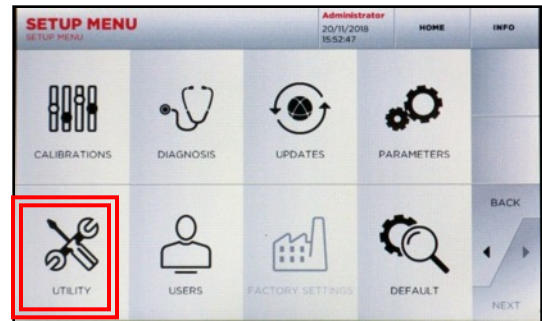 SETUP MENU
SETUP MENU
Administrator
20/11/2018
15:52:47
HOME
INFO
CALIBRATIONS
DIAGNOSIS
UPDATES
PARAMETERS
BACK
UTILITY
USERS
FACTORY SETTINGS
DEFAULT
NEXT